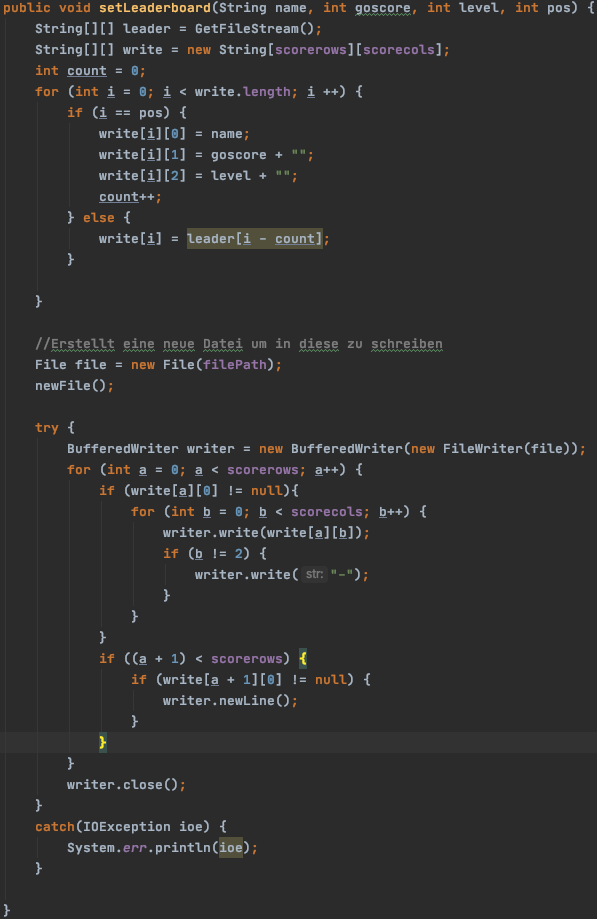 public void setLeaderboard(String name, int goscore, int level, int pos) {
    String[][] leader = GetFileStream();
    String[][] write = new String[scorerows][scorecols];
    int count = 0;
    for (int i = 0; i < write.length; i ++) {
        if (i == pos) {
            write[i][0] = name;
            write[i][1] = goscore + "";
            write[i][2] = level + "";
            count++;
        } else {
            write[i] = leader[i - count];
        }
    }
    //Erstellt eine neue Datei um in diese zu schreiben
    File file = new File(filePath);
    newFile();
    try {
        BufferedWriter writer = new BufferedWriter(new FileWriter(file));
        for (int a = 0; a < scorerows; a++) {
            if (write[a][0] != null){
                for (int b = 0; b < scorecols; b++) {
                    writer.write(write[a][b]);
                    if (b != 2) {
                        writer.write( str: "-");
                    }
                }
            }
            if ((a + 1) < scorerows) {
                if (write[a + 1][0] != null) {
                    writer.newLine();
                }
            }
        }
        writer.close();
    }
    catch(IOException ioe) {
        System.err.println(ioe);
    }
}